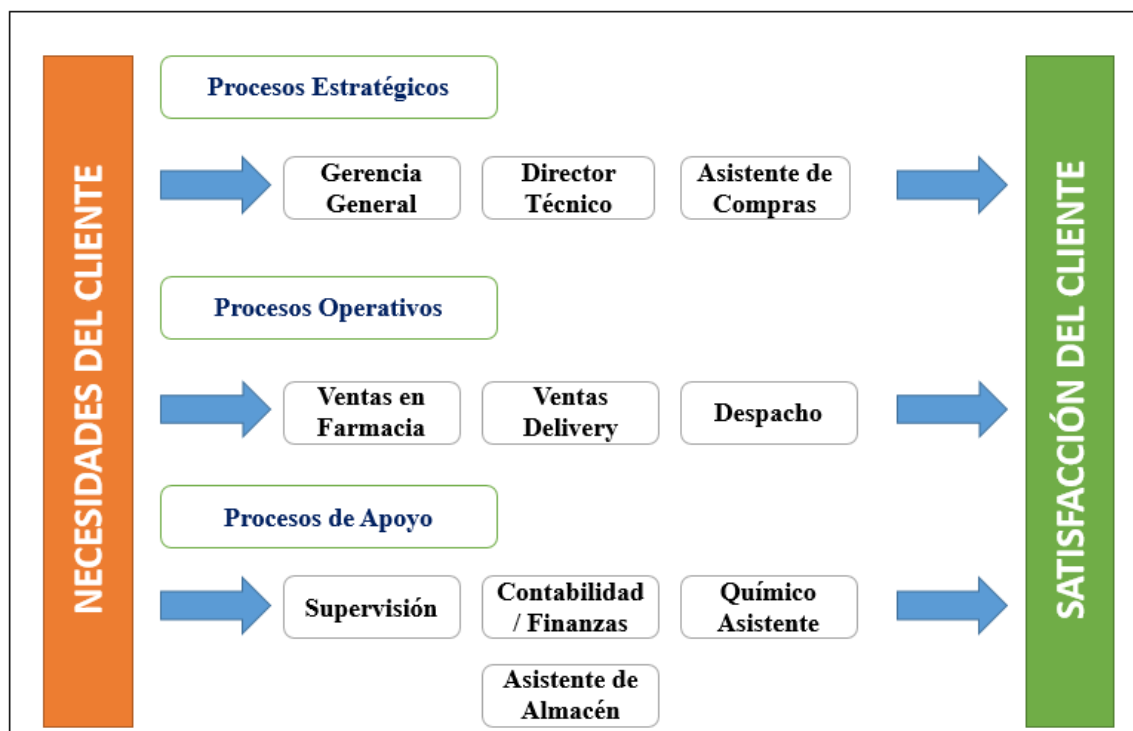 NECESIDADES DEL CLIENTE
Procesos Estratégicos
Gerencia
General
Director
Técnico
Asistente de
Compras
Procesos Operativos
Ventas en
Farmacia
Ventas
Delivery
Despacho
Procesos de Apoyo
Supervisión
Contabilidad
/ Finanzas
Químico
Asistente
Asistente de
Almacén
SATISFACCIÓN DEL CLIENTE